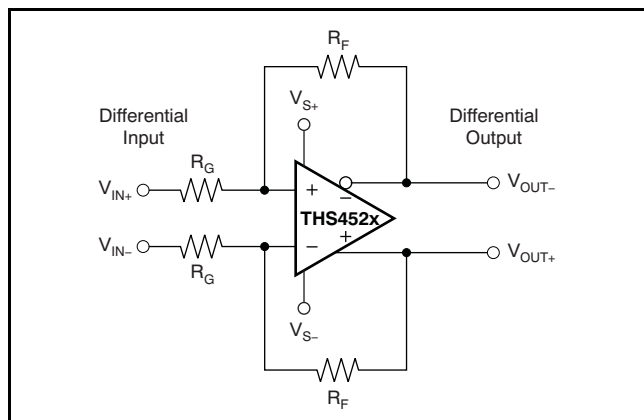 R_F
V_S+
Differential Input
Differential Output
R_G
V_IN+
+
−
V_OUT−
THS452x
V_IN−
−
+
V_OUT+
R_G
V_S−
R_F